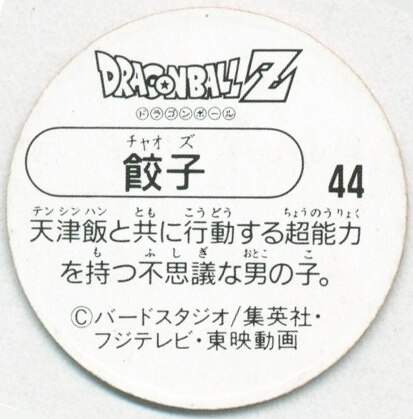 DRAGONBALL Z
ドラゴンボール
チャオズ
餃子
44
テンシンハン とも こうどう ちょうのうりょく
天津飯と共に行動する超能力
も ふしぎ おとこ こ
を持つ不思議な男の子。
©バードスタジオ/集英社・
フジテレビ・東映動画